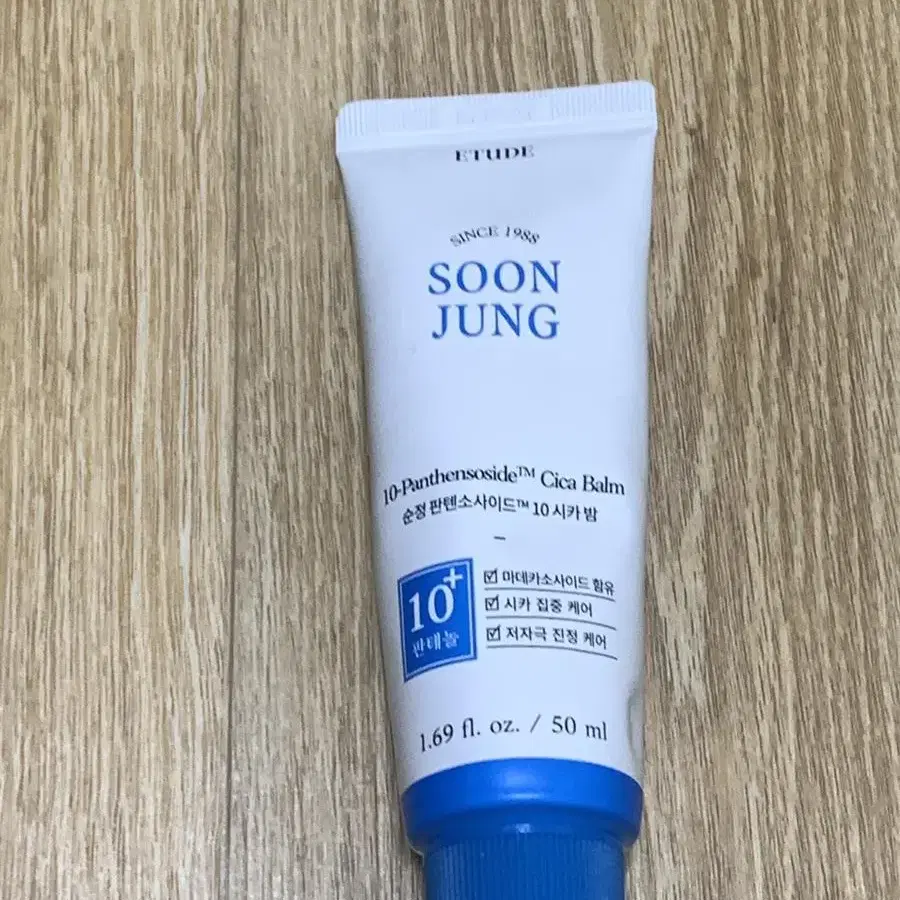 ETUDE
SINCE 1988
SOON
JUNG
10-Panthensoside™ Cica Balm
순정 판텐소사이드™ 10 시카 밤
10+
판테놀
☑ 마데카소사이드 함유
☑ 시카 집중 케어
☑ 저자극 진정 케어
1.69 fl. oz. / 50 ml